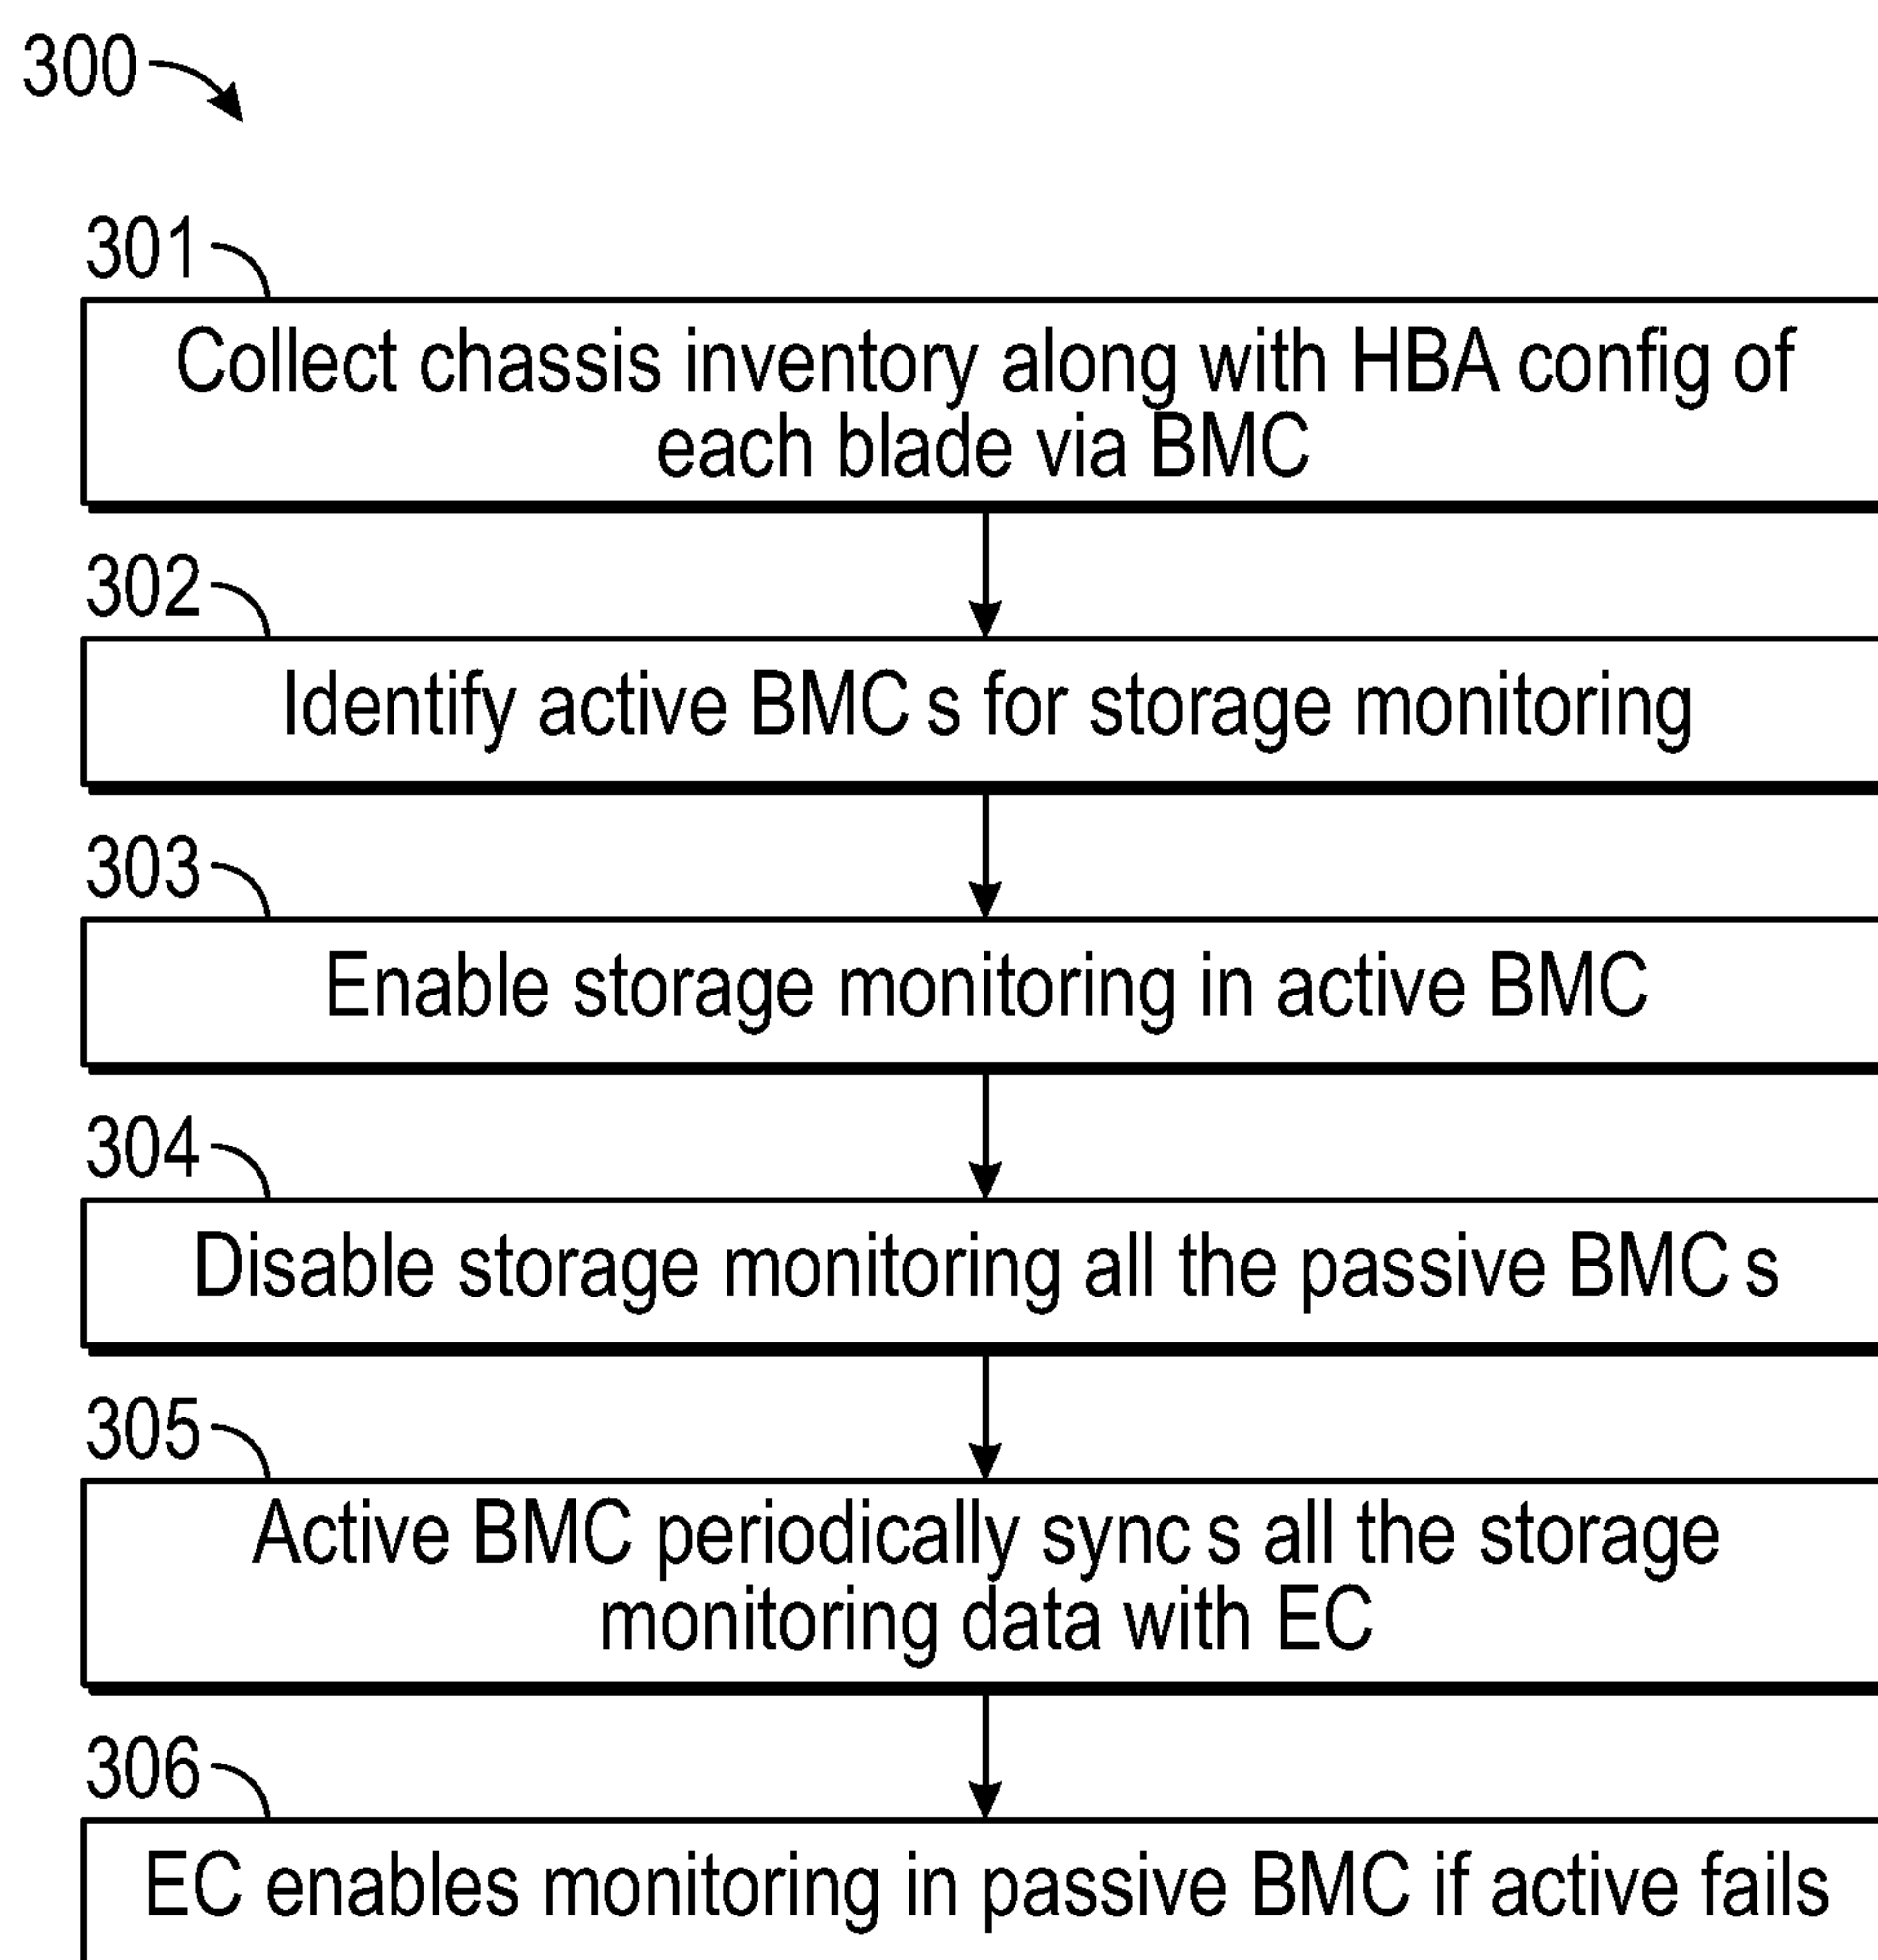 300
301
Collect chassis inventory along with HBA config of
each blade via BMC
302
Identify active BMC s for storage monitoring
303
Enable storage monitoring in active BMC
304
Disable storage monitoring all the passive BMC s
305
Active BMC periodically sync s all the storage
monitoring data with EC
306
EC enables monitoring in passive BMC if active fails